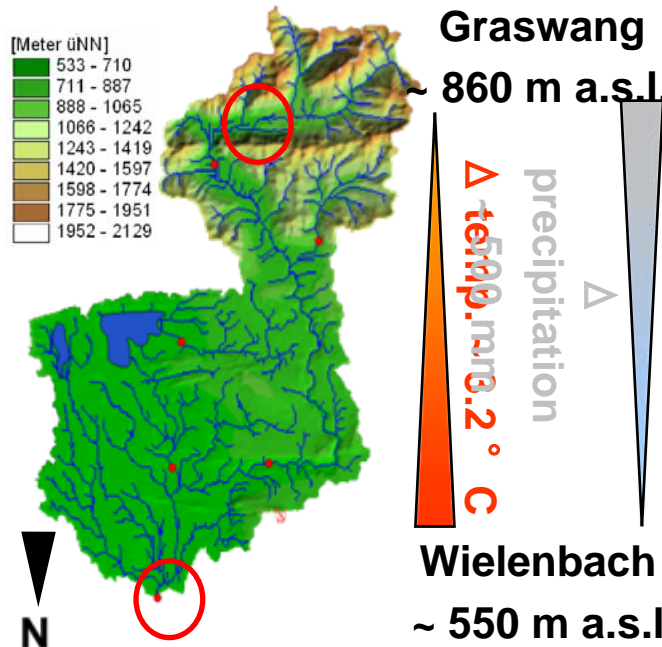 [Meter üNN]
533 - 710
711 - 887
888 - 1065
1066 - 1242
1243 - 1419
1420 - 1597
1598 - 1774
1775 - 1951
1952 - 2129
Graswang
~ 860 m a.s.l.
Δ temp. ~ 3.2 ° C
Δ precipitation
~ 500 mm
Wielenbach
~ 550 m a.s.l
N